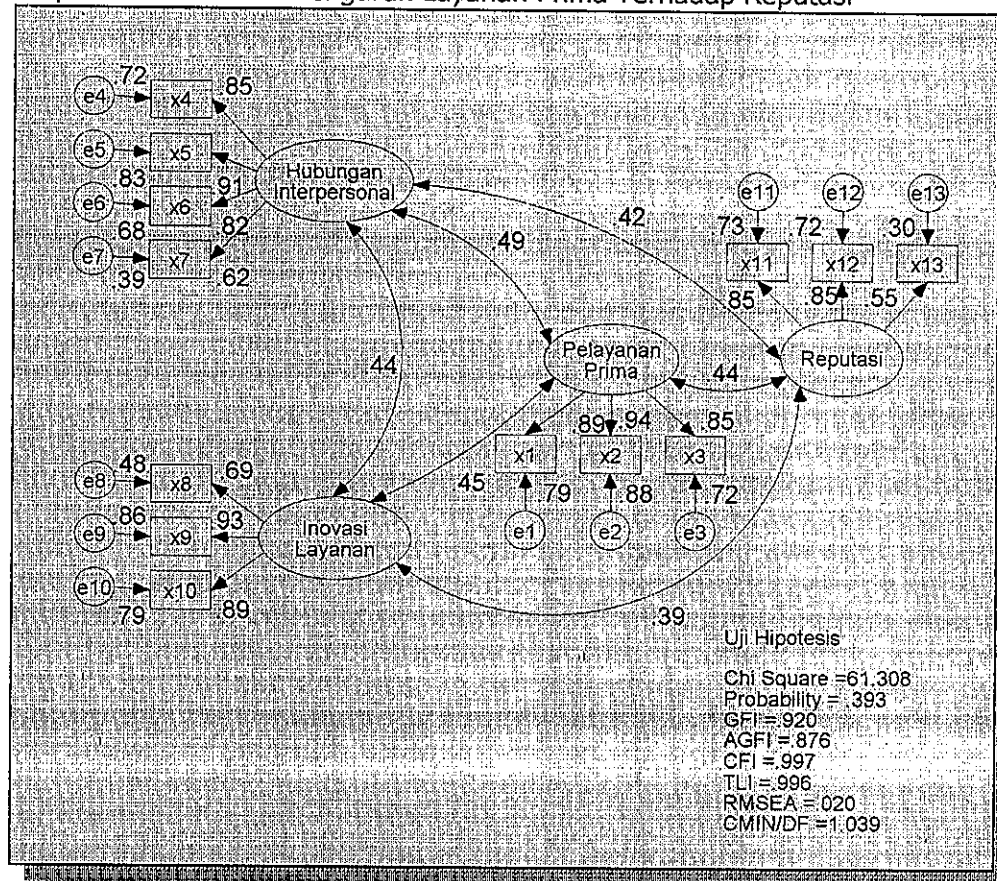 Layanan Prima Terhadap Reputasi
.72
.85
e4
x4
e5
x5
.83
.91
e6
x6
.68
.82
e7
x7
.39
.62
Hubungan
Interpersonal
.42
.49
.44
e11
e12
e13
.73
.72
.30
x11
x12
x13
.85
.85
.55
Reputasi
Pelayanan
Prima
.44
.89
.94
.85
x1
x2
x3
.45
.79
.88
.72
e1
e2
e3
.48
.69
e8
x8
.86
.93
e9
x9
e10
x10
.79
.89
Inovasi
Layanan
.39
Uji Hipotesis
Chi Square =61.308
Probability = .393
GFI =.920
AGFI =.876
CFI =.997
TLI =.996
RMSEA =.020
CMIN/DF =1.039